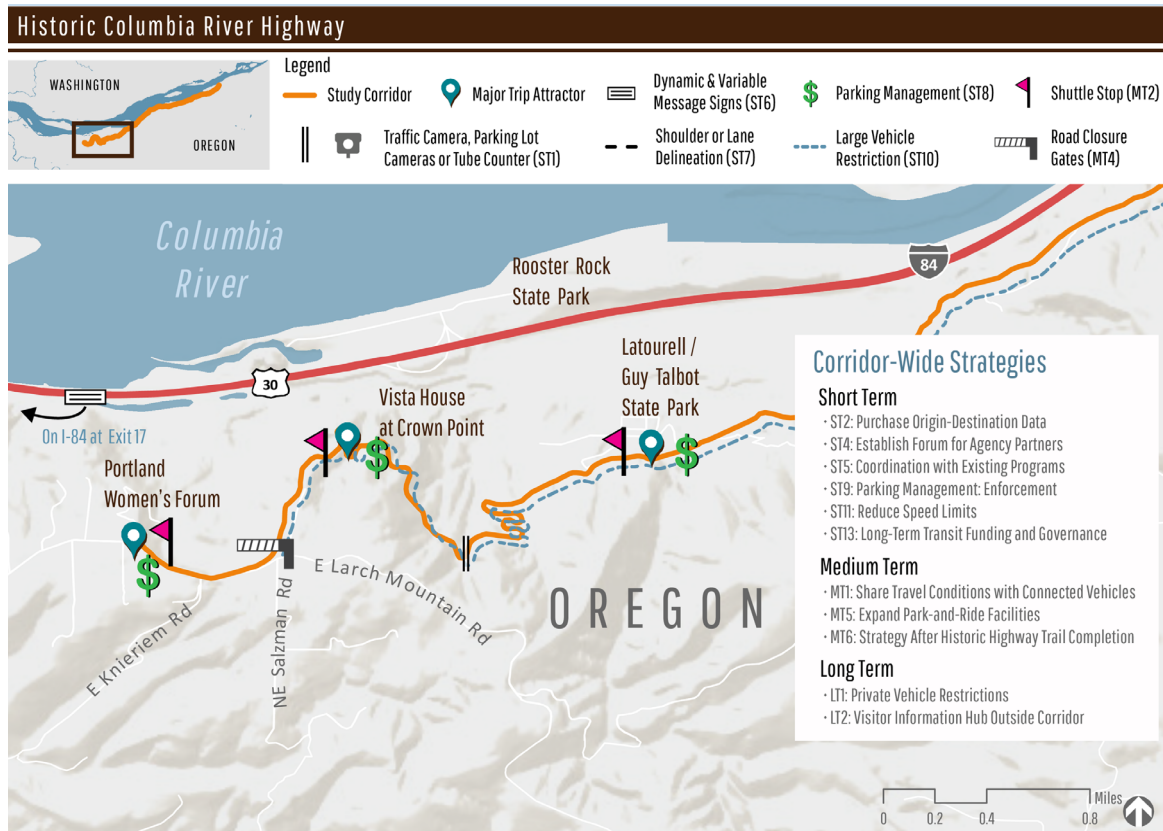 Historic Columbia River Highway
WASHINGTON
OREGON
Legend
Study Corridor
Major Trip Attractor
Dynamic & Variable
Message Signs (ST6)
Parking Management (ST8)
Shuttle Stop (MT2)
Traffic Camera, Parking Lot
Cameras or Tube Counter (ST1)
Shoulder or Lane
Delineation (ST7)
Large Vehicle
Restriction (ST10)
Road Closure
Gates (MT4)
Columbia
River
Rooster Rock
State Park
84
30
On I-84 at Exit 17
Latourell /
Guy Talbot
State Park
Vista House
at Crown Point
Portland
Women's Forum
$
$
$
E Knieriem Rd
NE Salzman Rd
E Larch Mountain Rd
OREGON
Corridor-Wide Strategies
Short Term
· ST2: Purchase Origin-Destination Data
· ST4: Establish Forum for Agency Partners
· ST5: Coordination with Existing Programs
· ST9: Parking Management: Enforcement
· ST11: Reduce Speed Limits
· ST13: Long-Term Transit Funding and Governance
Medium Term
· MT1: Share Travel Conditions with Connected Vehicles
· MT5: Expand Park-and-Ride Facilities
· MT6: Strategy After Historic Highway Trail Completion
Long Term
· LT1: Private Vehicle Restrictions
· LT2: Visitor Information Hub Outside Corridor
Miles
0 0.2 0.4 0.8